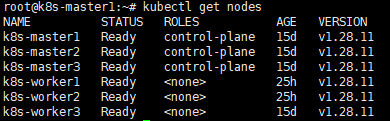 root@k8s-master1:~# kubectl get nodes
NAME STATUS ROLES AGE VERSION
k8s-master1 Ready control-plane 15d v1.28.11
k8s-master2 Ready control-plane 15d v1.28.11
k8s-master3 Ready control-plane 15d v1.28.11
k8s-worker1 Ready <none> 25h v1.28.11
k8s-worker2 Ready <none> 25h v1.28.11
k8s-worker3 Ready <none> 15d v1.28.11